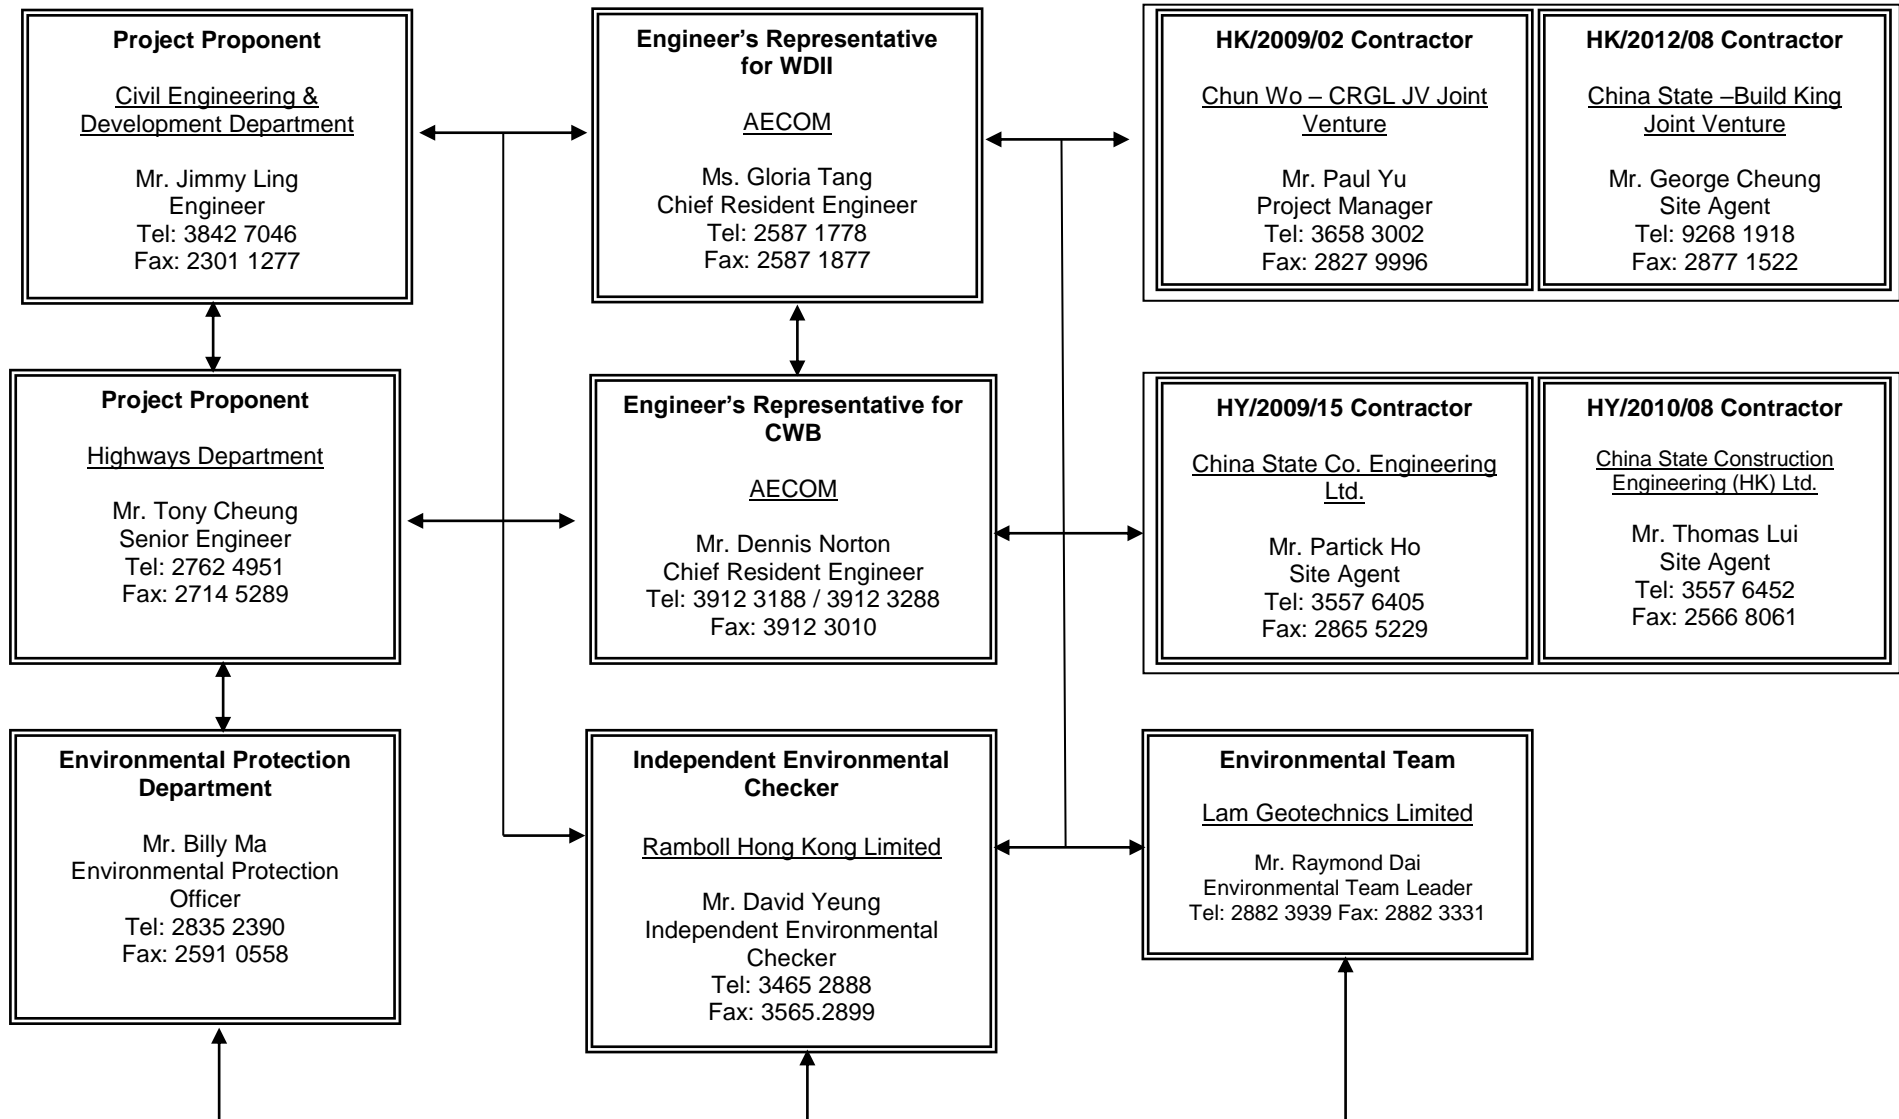 Project Proponent
Civil Engineering &
Development Department
Mr. Jimmy Ling
Engineer
Tel: 3842 7046
Fax: 2301 1277
Engineer’s Representative
for WDII
AECOM
Ms. Gloria Tang
Chief Resident Engineer
Tel: 2587 1778
Fax: 2587 1877
HK/2009/02 Contractor
Chun Wo – CRGL JV Joint
Venture
Mr. Paul Yu
Project Manager
Tel: 3658 3002
Fax: 2827 9996
HK/2012/08 Contractor
China State –Build King
Joint Venture
Mr. George Cheung
Site Agent
Tel: 9268 1918
Fax: 2877 1522
Project Proponent
Highways Department
Mr. Tony Cheung
Senior Engineer
Tel: 2762 4951
Fax: 2714 5289
Engineer’s Representative for
CWB
AECOM
Mr. Dennis Norton
Chief Resident Engineer
Tel: 3912 3188 / 3912 3288
Fax: 3912 3010
HY/2009/15 Contractor
China State Co. Engineering
Ltd.
Mr. Partick Ho
Site Agent
Tel: 3557 6405
Fax: 2865 5229
HY/2010/08 Contractor
China State Construction
Engineering (HK) Ltd.
Mr. Thomas Lui
Site Agent
Tel: 3557 6452
Fax: 2566 8061
Environmental Protection
Department
Mr. Billy Ma
Environmental Protection
Officer
Tel: 2835 2390
Fax: 2591 0558
Independent Environmental
Checker
Ramboll Hong Kong Limited
Mr. David Yeung
Independent Environmental
Checker
Tel: 3465 2888
Fax: 3565.2899
Environmental Team
Lam Geotechnics Limited
Mr. Raymond Dai
Environmental Team Leader
Tel: 2882 3939 Fax: 2882 3331